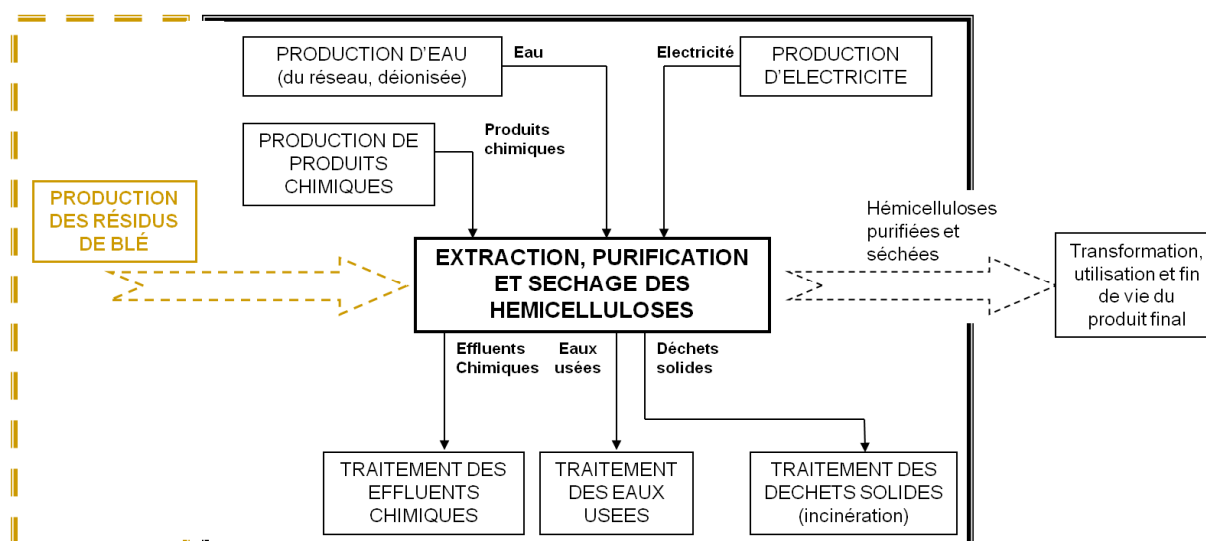 PRODUCTION D'EAU
(du réseau, déionisée)
Eau
Electricité
PRODUCTION
D'ELECTRICITE
PRODUCTION DE
PRODUITS
CHIMIQUES
Produits
chimiques
PRODUCTION
DES RÉSIDUS
DE BLÉ
EXTRACTION, PURIFICATION
ET SECHAGE DES
HEMICELLULOSES
Hémicelluloses
purifiées et
séchées
Transformation,
utilisation et fin
de vie du
produit final
Effluents
Chimiques
Eaux
usées
Déchets
solides
TRAITEMENT DES
EFFLUENTS
CHIMIQUES
TRAITEMENT
DES EAUX
USEES
TRAITEMENT DES
DECHETS SOLIDES
(incinération)